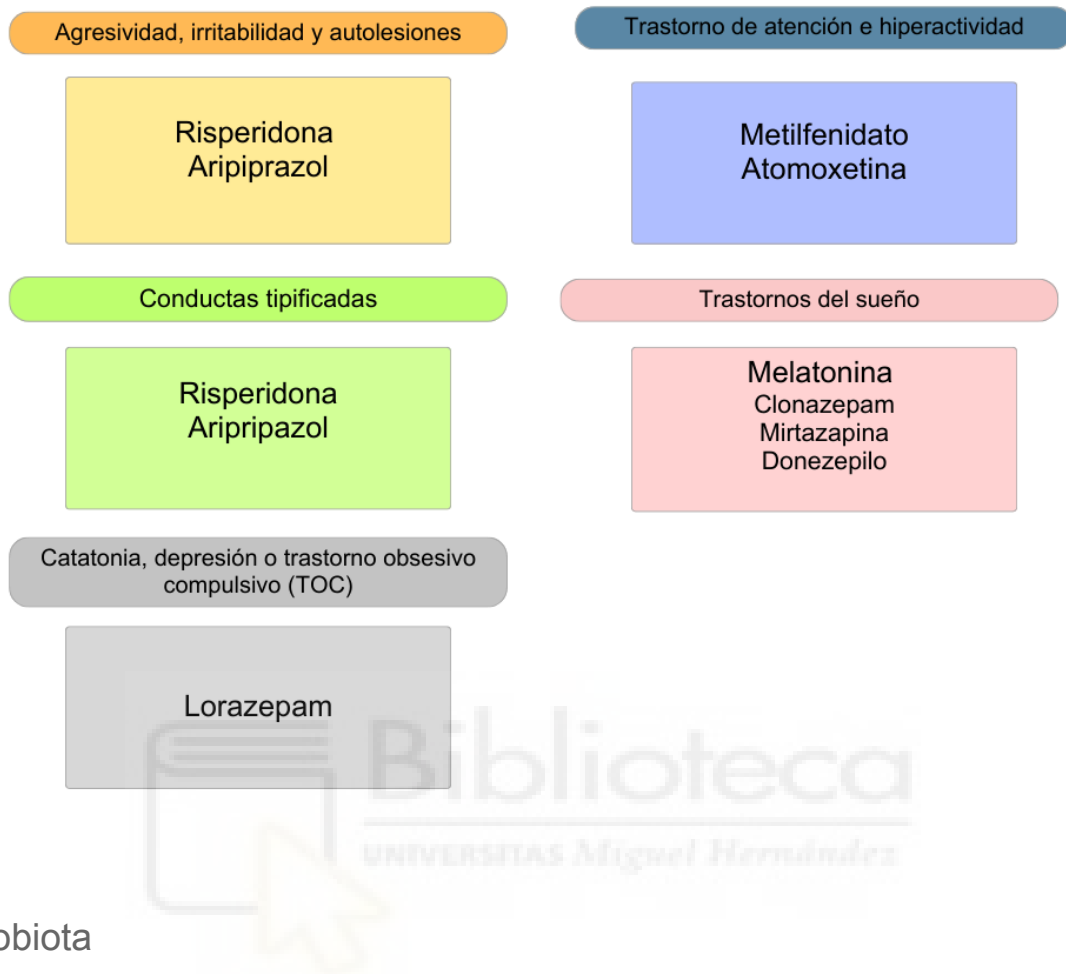 Agresividad, irritabilidad y autolesiones
Risperidona
Aripiprazol
Trastorno de atención e hiperactividad
Metilfenidato
Atomoxetina
Conductas tipificadas
Risperidona
Aripripazol
Trastornos del sueño
Melatonina
Clonazepam
Mirtazapina
Donezepilo
Catatonia, depresión o trastorno obsesivo
compulsivo (TOC)
Lorazepam
Biblioteca
UNIVERSITAS Miguel Hernández
obiota